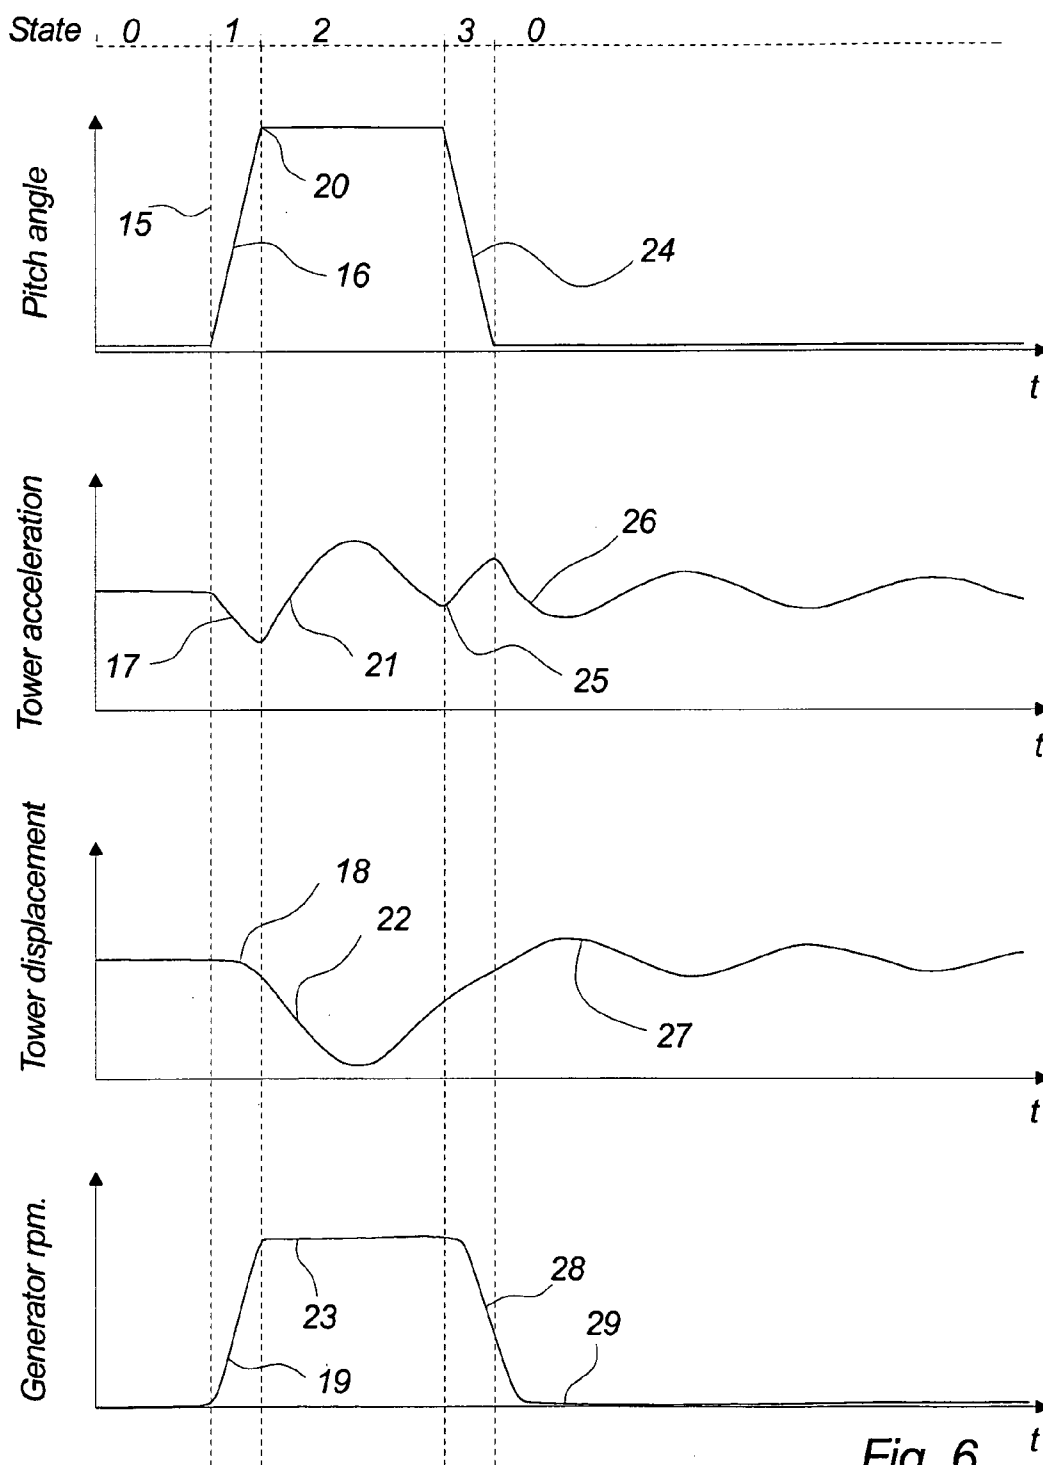 State 0 1 2 3 0
Pitch angle
15
16
20
24
t
Tower acceleration
17
21
25
26
t
Tower displacement
18
22
27
t
Generator rpm.
19
23
28
29
t
Fig. 6